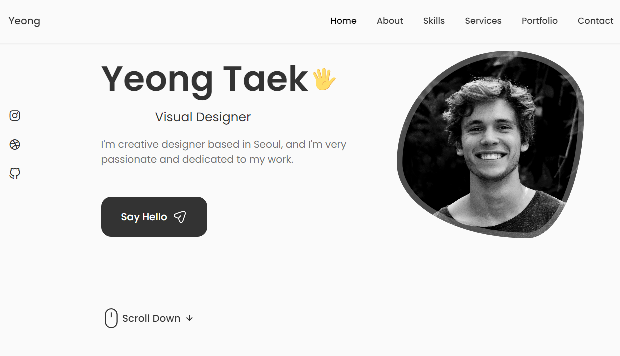 Yeong
Home About Skills Services Portfolio Contact
Yeong Taek
Visual Designer
I'm creative designer based in Seoul, and I'm very
passionate and dedicated to my work.
Say Hello
Scroll Down